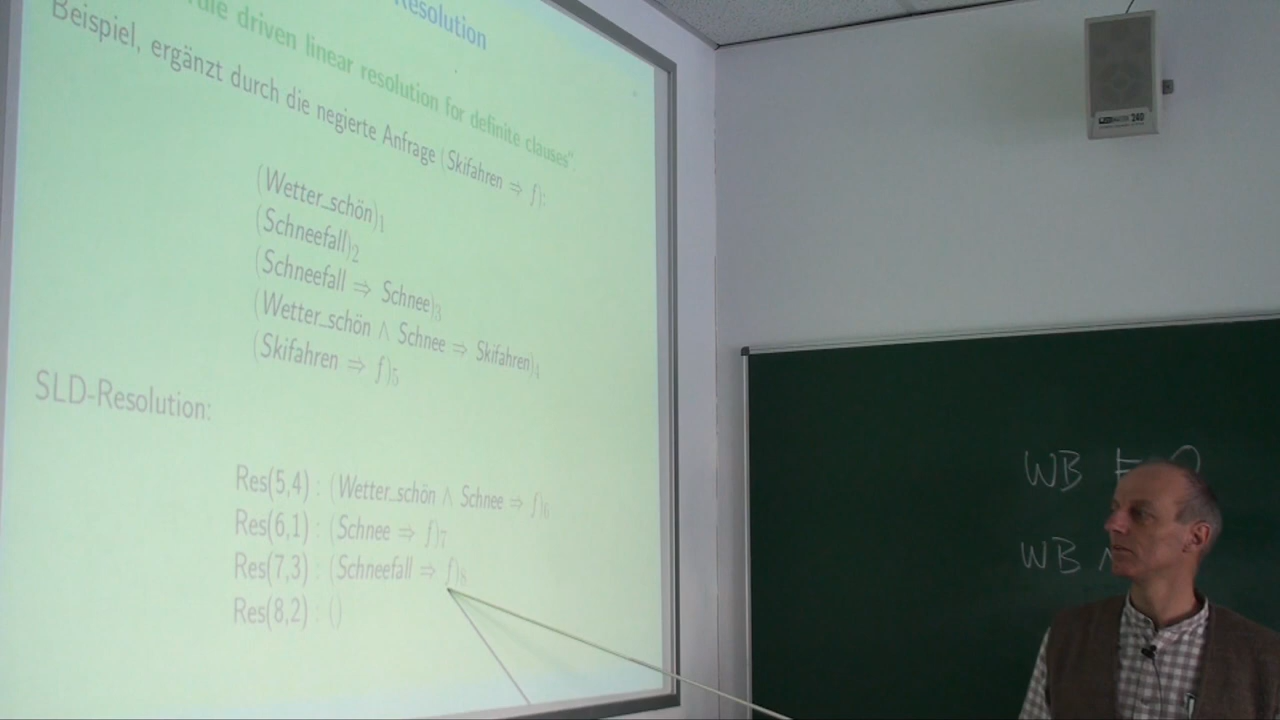 Resolution
rule driven linear resolution for definite clauses".
Beispiel, ergänzt durch die negierte Anfrage (Skifahren ⇒ f):
(Wetter_schön)₁
(Schneefall)₂
(Schneefall ⇒ Schnee)₃
(Wetter_schön ∧ Schnee ⇒ Skifahren)₄
(Skifahren ⇒ f)₅
SLD-Resolution:
Res(5,4) : (Wetter_schön ∧ Schnee ⇒ f)₆
Res(6,1) : (Schnee ⇒ f)₇
Res(7,3) : (Schneefall ⇒ f)₈
Res(8,2) : ()
240
WB ⊨ Q
WB ∧